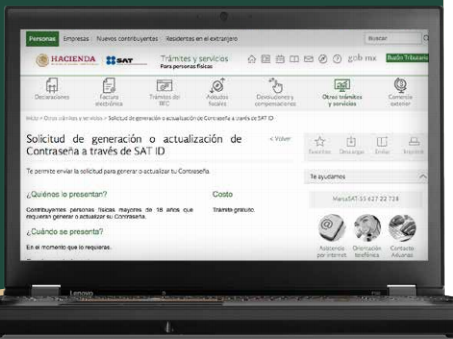 Personas Empresas Nuevos contribuyentes Residentes en el extranjero Buscar
HACIENDA SAT Trámites y servicios gob mx Buzón Tributario
Para personas físicas
Declaraciones Factura electrónica Trámites del RFC Adeudos fiscales Devoluciones y compensaciones Otros trámites y servicios Comercio exterior
Inicio > Otros trámites y servicios > Solicitud de generación o actualización de Contraseña a través de SAT ID
Solicitud de generación o actualización de < Volver
Contraseña a través de SAT ID
Favoritos Descargas Enviar Imprimir
Te permite enviar la solicitud para generar o actualizar tu Contraseña.
Te ayudamos
¿Quiénes lo presentan? Costo
MarcaSAT: 55 627 22 728
Contribuyentes personas físicas mayores de 18 años que Trámite gratuito.
requieran generar o actualizar su Contraseña.
¿Cuándo se presenta?
En el momento que lo requieras.
Asistencia por internet Orientación telefónica Contacto Aduanas
Lenovo